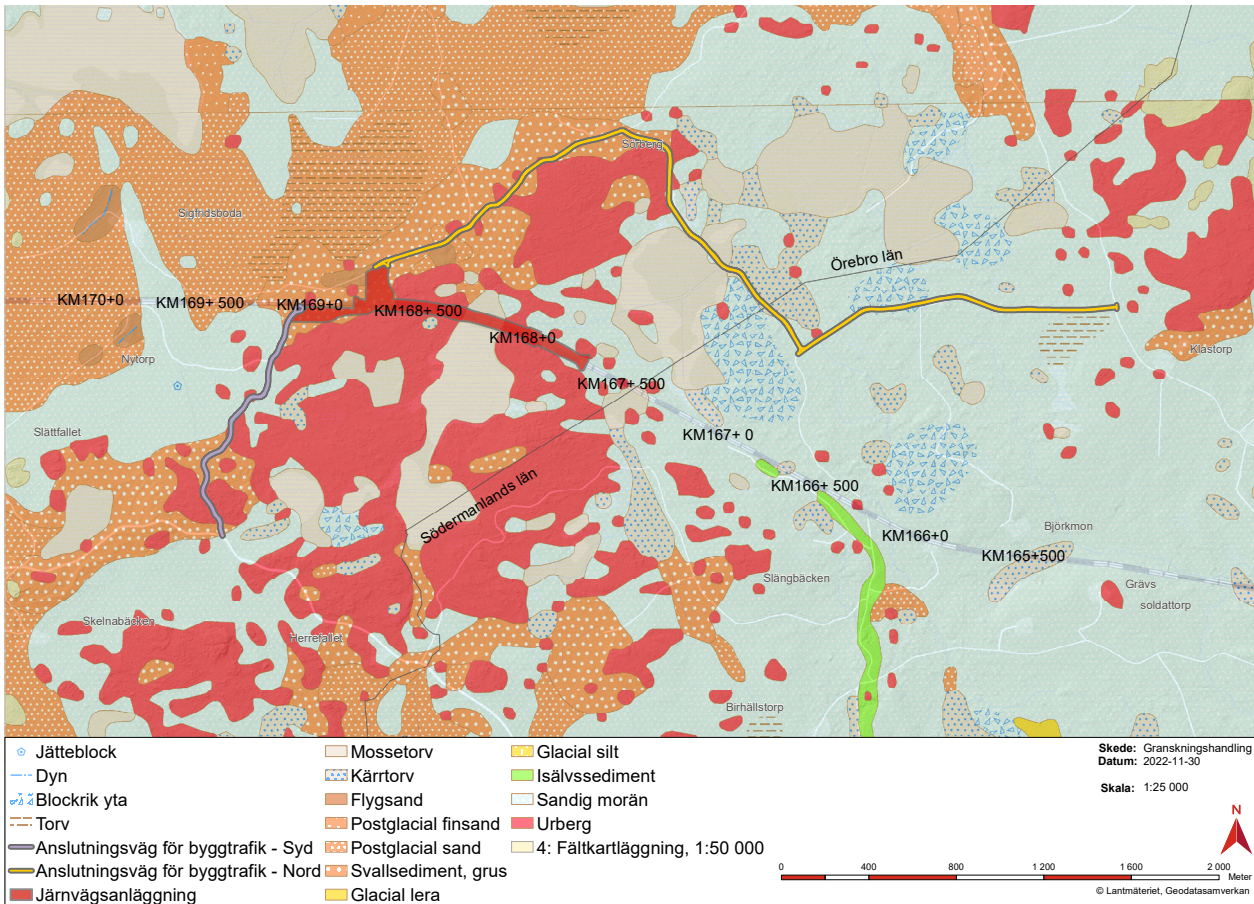 Sörberg
Sigfridsboda
Örebro län
KM170+0
KM169+ 500
KM169+0
KM168+ 500
KM168+0
Nytorp
Klastorp
KM167+ 500
Slättfallet
KM167+ 0
KM166+ 500
Södermanlands län
KM166+0
Björkmon
KM165+500
Slängbäcken
Grävs
soldattorp
Skelnabäcken
Herrefallet
Birhällstorp
Jätteblock
Dyn
Blockrik yta
Torv
Anslutningsväg för byggtrafik - Syd
Anslutningsväg för byggtrafik - Nord
Järnvägsanläggning
Mossetorv
Kärrtorv
Flygsand
Postglacial finsand
Postglacial sand
Svallsediment, grus
Glacial lera
Glacial silt
Isälvssediment
Sandig morän
Urberg
4: Fältkartläggning, 1:50 000
Skede: Granskningshandling
Datum: 2022-11-30
Skala: 1:25 000
N
0 400 800 1 200 1 600 2 000
Meter
© Lantmäteriet, Geodatasamverkan